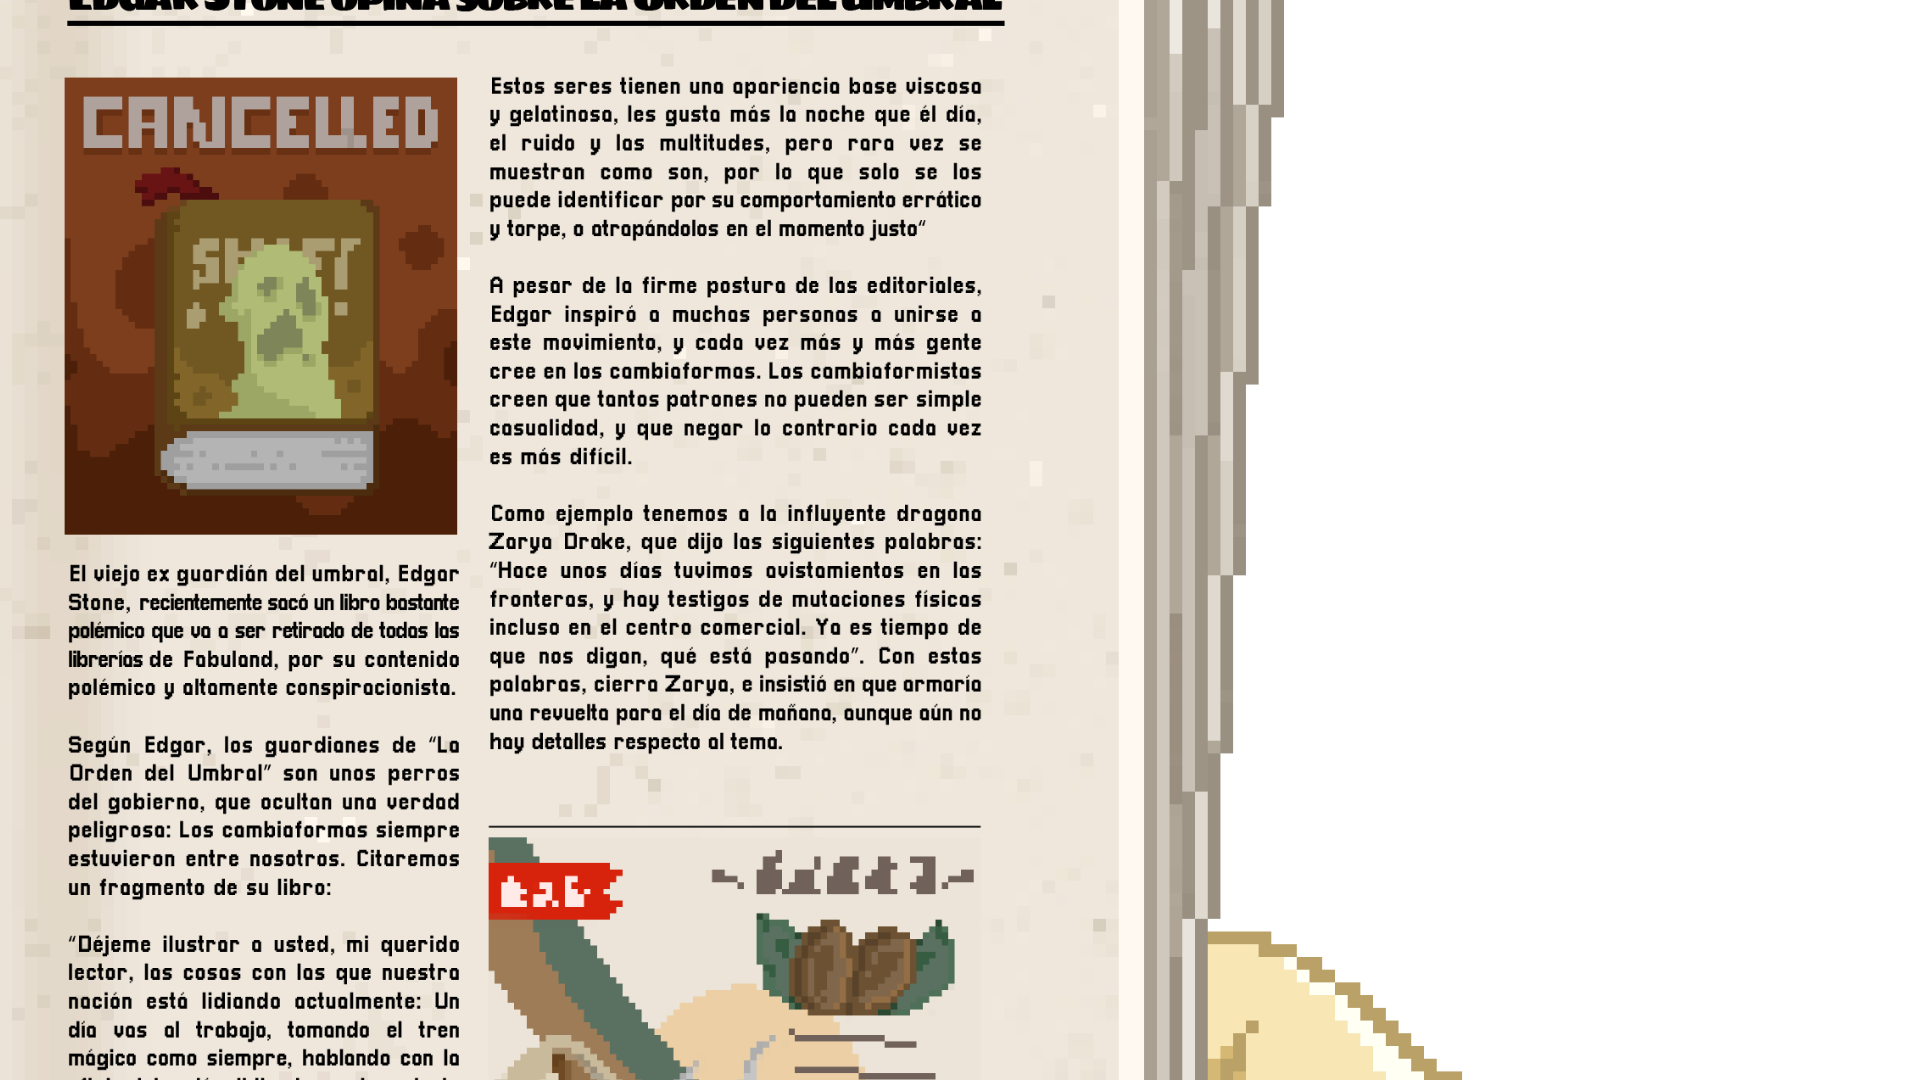 EDGAR STONE OPINA SOBRE LA ORDEN DEL UMBRAL
CANCELLED
El viejo ex guardián del umbral, Edgar
Stone, recientemente sacó un libro bastante
polémico que va a ser retirado de todas las
librerías de Fabuland, por su contenido
polémico y altamente conspiracionista.
Según Edgar, los guardianes de “La
Orden del Umbral” son unos perros
del gobierno, que ocultan una verdad
peligrosa: Los cambiaformas siempre
estuvieron entre nosotros. Citaremos
un fragmento de su libro:
“Déjeme ilustrar a usted, mi querido
lector, las cosas con las que nuestra
nación está lidiando actualmente: Un
día vas al trabajo, tomando el tren
mágico como siempre, hablando con la
Estos seres tienen una apariencia base viscosa
y gelatinosa, les gusta más la noche que él día,
el ruido y las multitudes, pero rara vez se
muestran como son, por lo que solo se los
puede identificar por su comportamiento errático
y torpe, o atrapándolos en el momento justo“
A pesar de la firme postura de las editoriales,
Edgar inspiró a muchas personas a unirse a
este movimiento, y cada vez más y más gente
cree en los cambiaformas. Los cambiaformistas
creen que tantos patrones no pueden ser simple
casualidad, y que negar lo contrario cada vez
es más difícil.
Como ejemplo tenemos a la influyente dragona
Zarya Drake, que dijo las siguientes palabras:
“Hace unos días tuvimos avistamientos en las
fronteras, y hay testigos de mutaciones físicas
incluso en el centro comercial. Ya es tiempo de
que nos digan, qué está pasando”. Con estas
palabras, cierra Zarya, e insistió en que armaría
una revuelta para el día de mañana, aunque aún no
hay detalles respecto al tema.